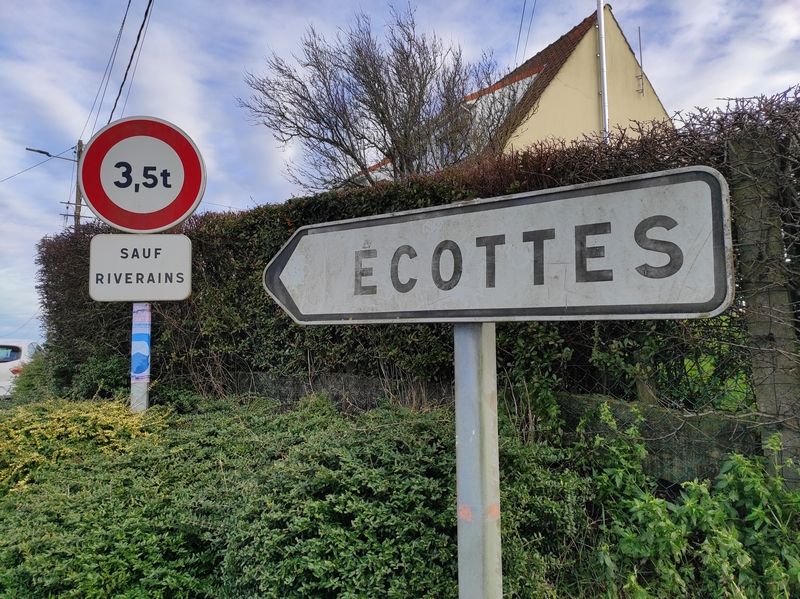 3,5t
SAUF
RIVERAINS
ÉCOTTES